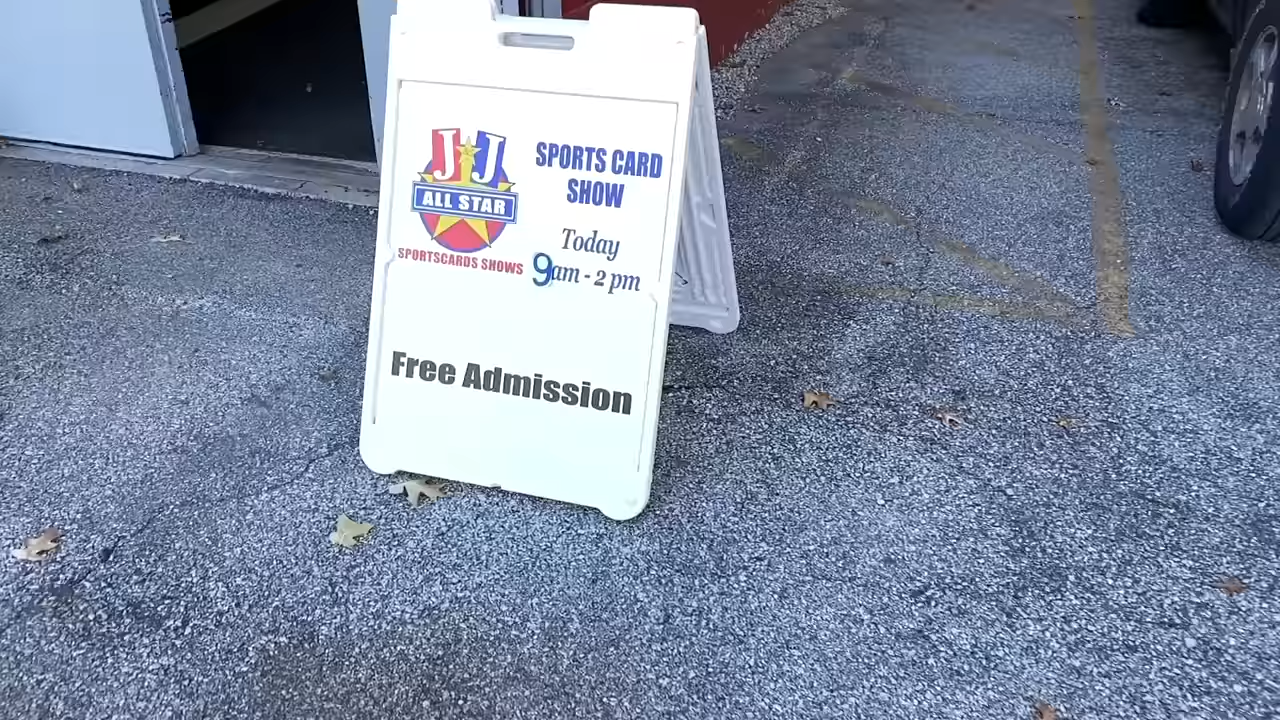 JJ
ALL STAR
SPORTSCARDS SHOWS
SPORTS CARD
SHOW
Today
9am - 2 pm
Free Admission